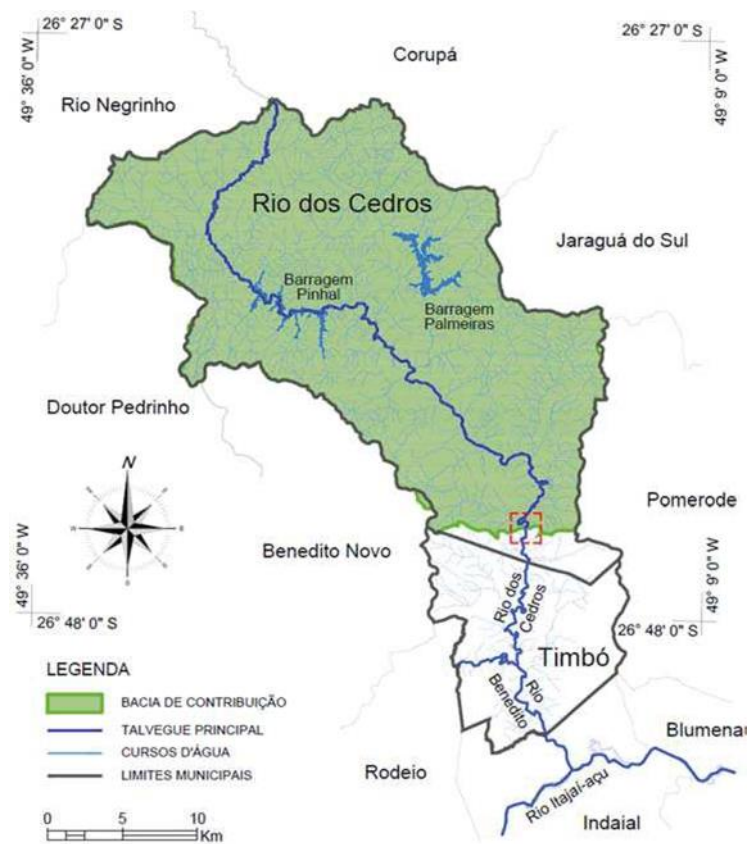 26° 27' 0" S
26° 27' 0" S
49° 36' 0" W
49° 9' 0" W
Corupá
Rio Negrinho
Rio dos Cedros
Jaraguá do Sul
Barragem
Pinhal
Barragem
Palmeiras
Doutor Pedrinho
N
Pomerode
Benedito Novo
49° 36' 0" W
49° 9' 0" W
26° 48' 0" S
26° 48' 0" S
Rio dos
Cedros
Timbó
Rio
Benedito
LEGENDA
BACIA DE CONTRIBUIÇÃO
TALVEGUE PRINCIPAL
CURSOS D'ÁGUA
LIMITES MUNICIPAIS
Blumena
Rodeio
Rio Itajaí-açu
Indaial
0 5 10
Km